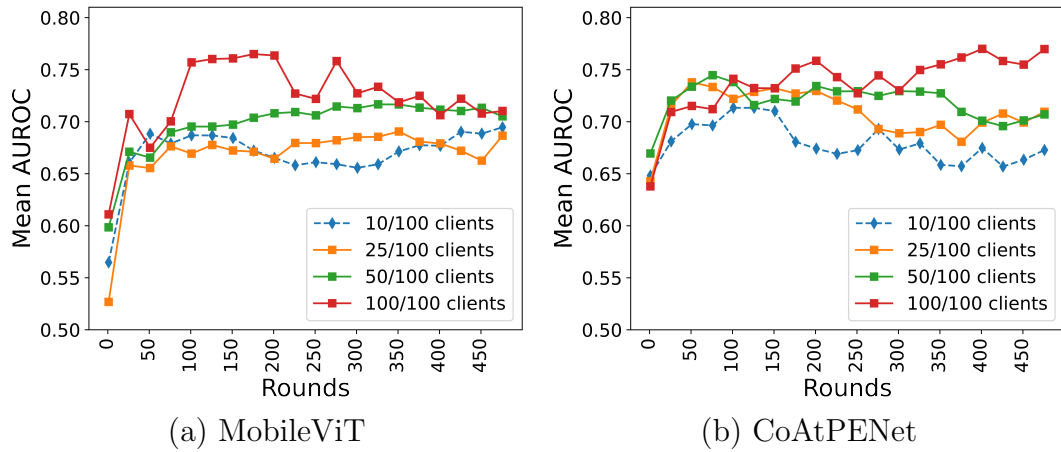 0.80
0.75
0.70
0.65
0.60
0.55
0.50
Mean AUROC
10/100 clients
25/100 clients
50/100 clients
100/100 clients
0 50 100 150 200 250 300 350 400 450
Rounds
(a) MobileViT
0.80
0.75
0.70
0.65
0.60
0.55
0.50
Mean AUROC
10/100 clients
25/100 clients
50/100 clients
100/100 clients
0 50 100 150 200 250 300 350 400 450
Rounds
(b) CoAtPENet